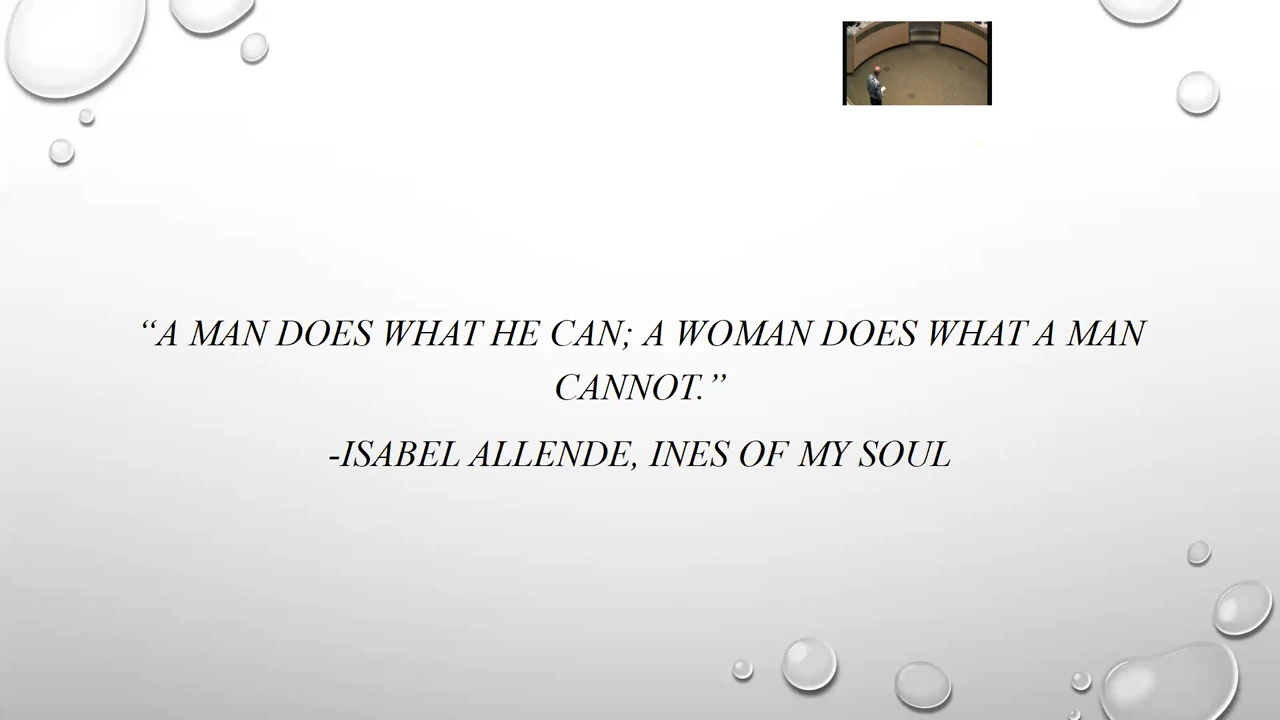 “A MAN DOES WHAT HE CAN; A WOMAN DOES WHAT A MAN
CANNOT.”
-ISABEL ALLENDE, INES OF MY SOUL